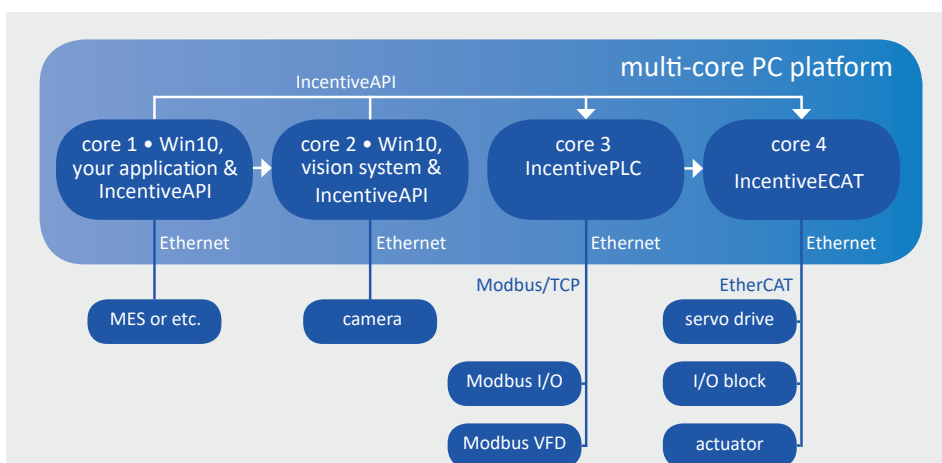 multi-core PC platform
IncentiveAPI
core 1 • Win10,
your application &
IncentiveAPI
core 2 • Win10,
vision system &
IncentiveAPI
core 3
IncentivePLC
core 4
IncentiveECAT
Ethernet
Ethernet
Ethernet
Ethernet
Modbus/TCP
EtherCAT
MES or etc.
camera
servo drive
Modbus I/O
I/O block
Modbus VFD
actuator